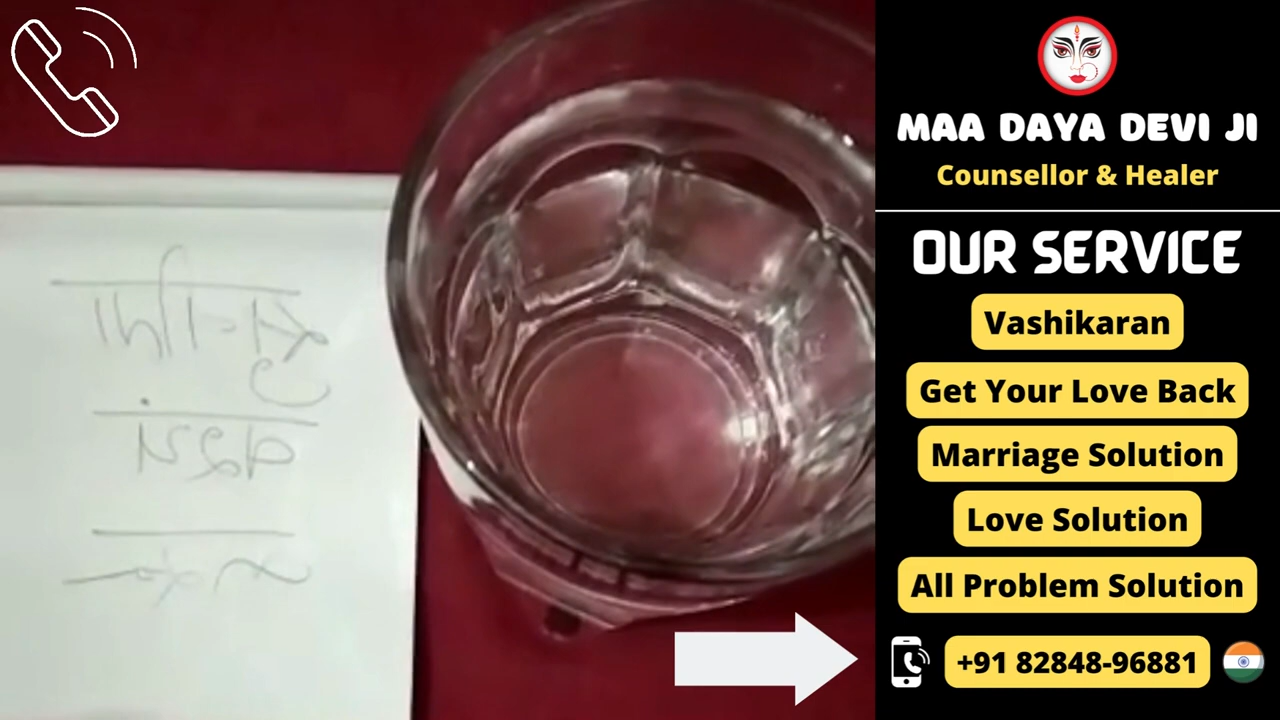 MAA DAYA DEVI JI
Counsellor & Healer
OUR SERVICE
Vashikaran
Get Your Love Back
Marriage Solution
Love Solution
All Problem Solution
+91 82848-96881